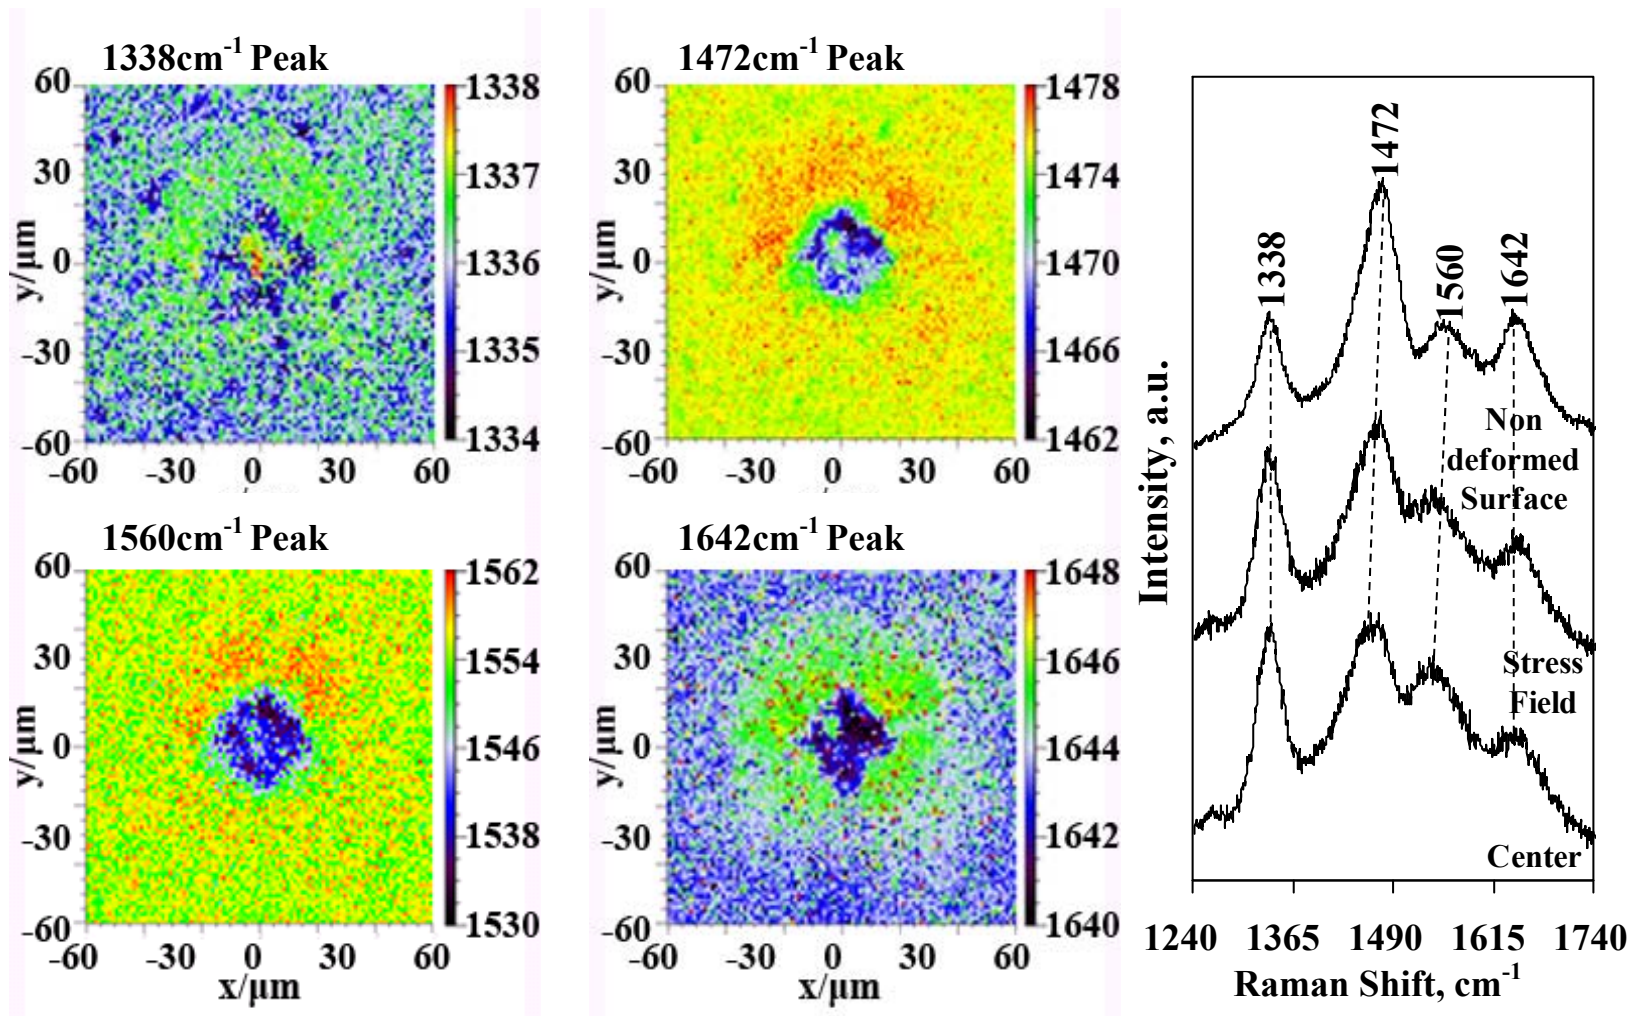 1338cm-1 Peak
60
30
0
-30
-60
y/μm
-60 -30 0 30 60
1338
1337
1336
1335
1334
1472cm-1 Peak
60
30
0
-30
-60
y/μm
-60 -30 0 30 60
1478
1474
1470
1466
1462
1560cm-1 Peak
60
30
0
-30
-60
y/μm
-60 -30 0 30 60
x/μm
1562
1554
1546
1538
1530
1642cm-1 Peak
60
30
0
-30
-60
y/μm
-60 -30 0 30 60
x/μm
1648
1646
1644
1642
1640
Intensity, a.u.
1338
1472
1560
1642
Non
deformed
Surface
Stress
Field
Center
1240 1365 1490 1615 1740
Raman Shift, cm-1